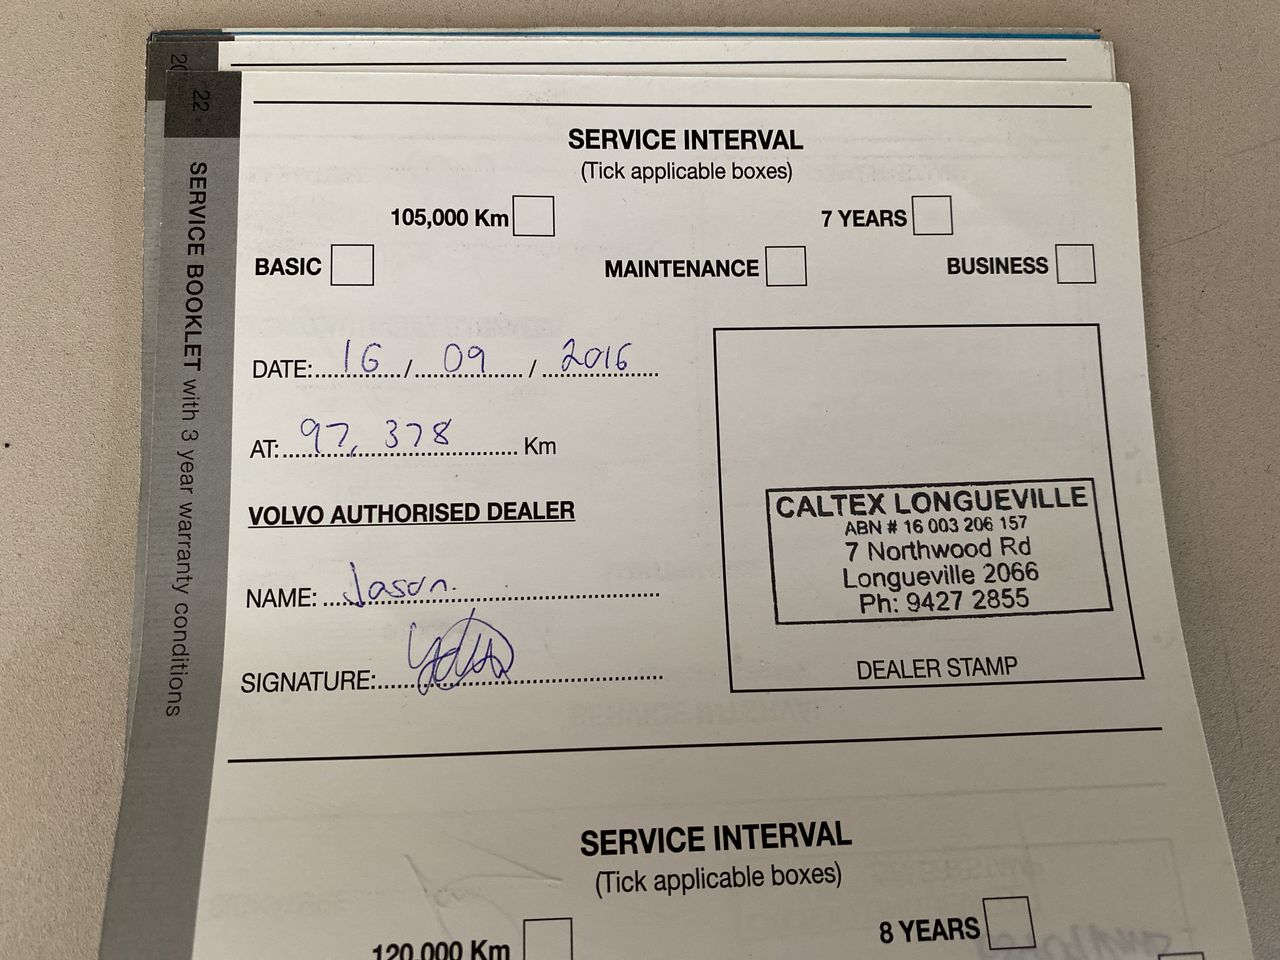 22
SERVICE BOOKLET with 3 year warranty conditions
SERVICE INTERVAL
(Tick applicable boxes)
105,000 Km
7 YEARS
BASIC
MAINTENANCE
BUSINESS
DATE: 16 / 09 / 2016
AT: 97,378 Km
VOLVO AUTHORISED DEALER
NAME: Jason.
SIGNATURE:
CALTEX LONGUEVILLE
ABN # 16 003 206 157
7 Northwood Rd
Longueville 2066
Ph: 9427 2855
DEALER STAMP
SERVICE INTERVAL
(Tick applicable boxes)
120,000 Km
8 YEARS